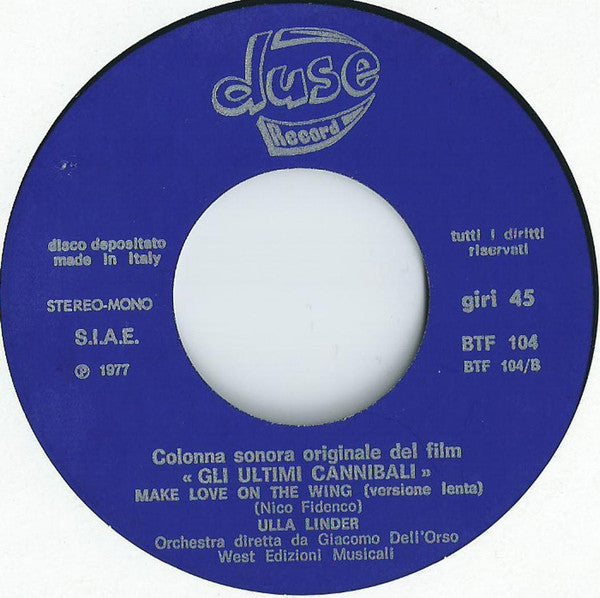 duse
Record
disco depositato
made in Italy
tutti i diritti
riservati
STEREO-MONO
S.I.A.E.
℗ 1977
giri 45
BTF 104
BTF 104/B
Colonna sonora originale del film
« GLI ULTIMI CANNIBALI »
MAKE LOVE ON THE WING (versione lenta)
(Nico Fidenco)
ULLA LINDER
Orchestra diretta da Giacomo Dell'Orso
West Edizioni Musicali